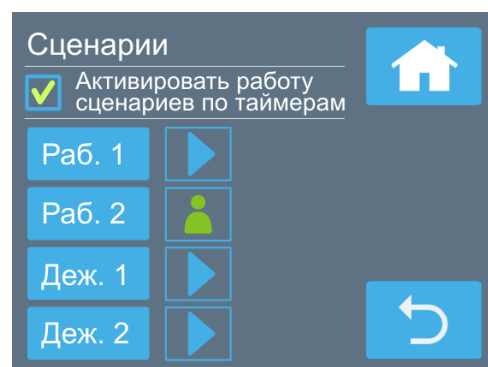 Сценарии
Активировать работу
сценариев по таймерам
Раб. 1
Раб. 2
Деж. 1
Деж. 2